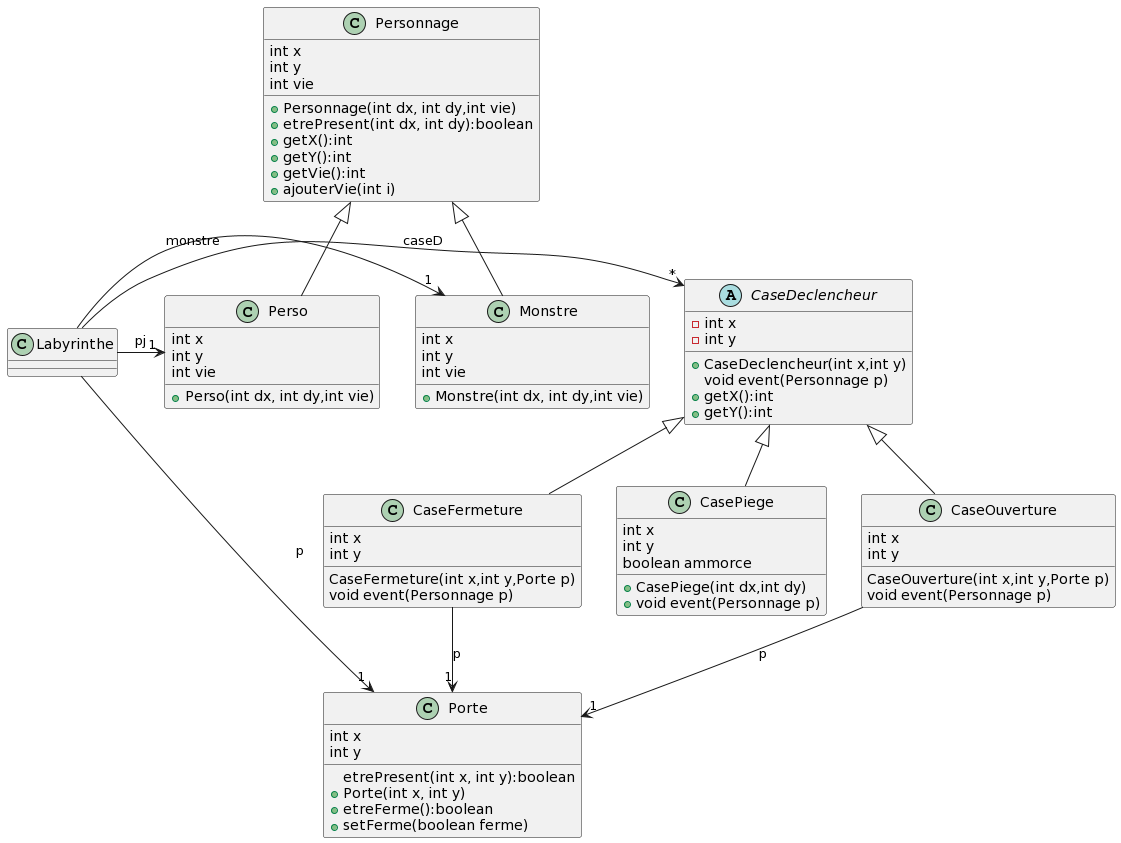 C Personnage
int x
int y
int vie
Personnage(int dx, int dy,int vie)
etrePresent(int dx, int dy):boolean
getX():int
getY():int
getVie():int
ajouterVie(int i)
monstre
caseD
1
*
C Labyrinthe
pj
1
C Perso
int x
int y
int vie
Perso(int dx, int dy,int vie)
C Monstre
int x
int y
int vie
Monstre(int dx, int dy,int vie)
A CaseDeclencheur
int x
int y
CaseDeclencheur(int x,int y)
void event(Personnage p)
getX():int
getY():int
C CaseFermeture
int x
int y
CaseFermeture(int x,int y,Porte p)
void event(Personnage p)
C CasePiege
int x
int y
boolean ammorce
CasePiege(int dx,int dy)
void event(Personnage p)
C CaseOuverture
int x
int y
CaseOuverture(int x,int y,Porte p)
void event(Personnage p)
p
p
p
1
1
1
C Porte
int x
int y
etrePresent(int x, int y):boolean
Porte(int x, int y)
etreFerme():boolean
setFerme(boolean ferme)